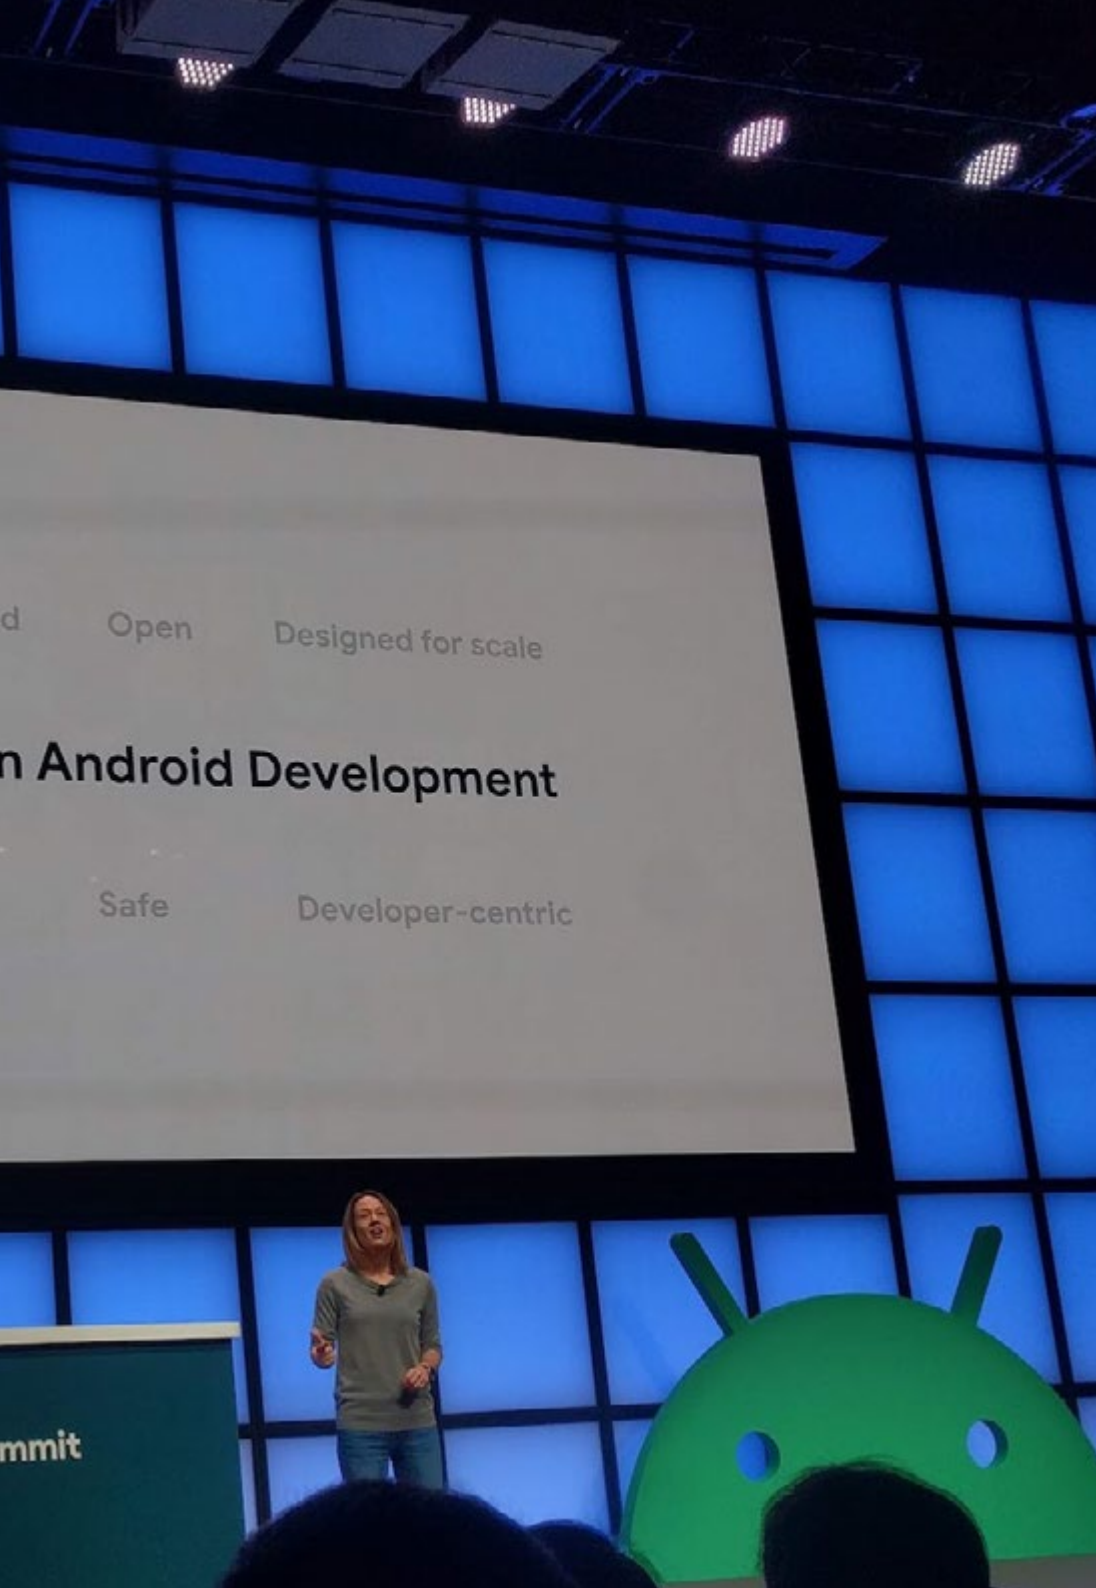 d Open Designed for scale
n Android Development
Safe Developer-centric
mmit